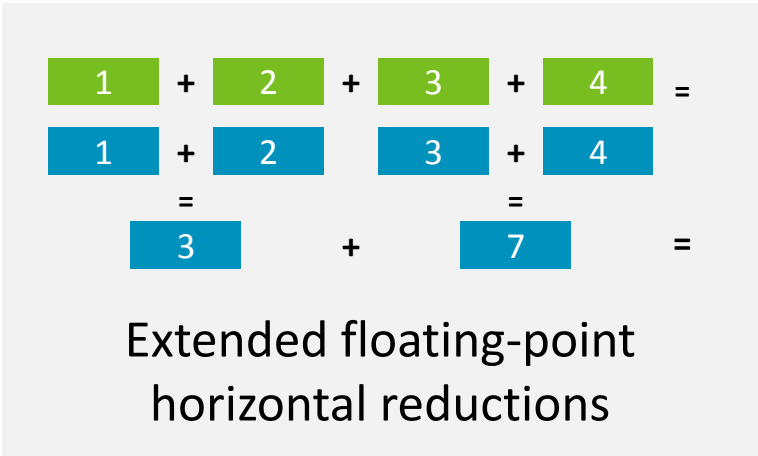 1 + 2 + 3 + 4 =
1 + 2 3 + 4
= =
3 + 7 =
Extended floating-point
horizontal reductions